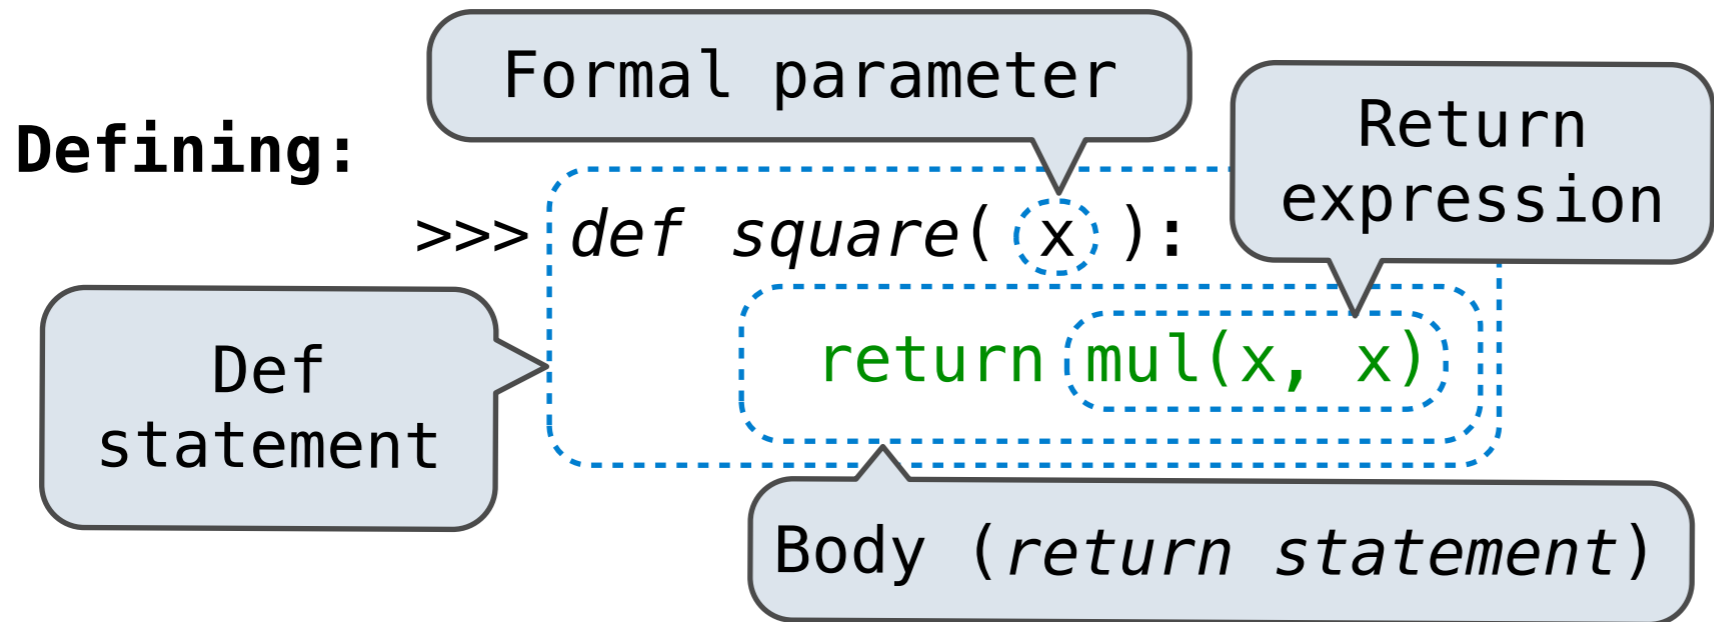 Formal parameter
Return
expression
Defining:
>>> def square( x ):
return mul(x, x)
Def
statement
Body (return statement)